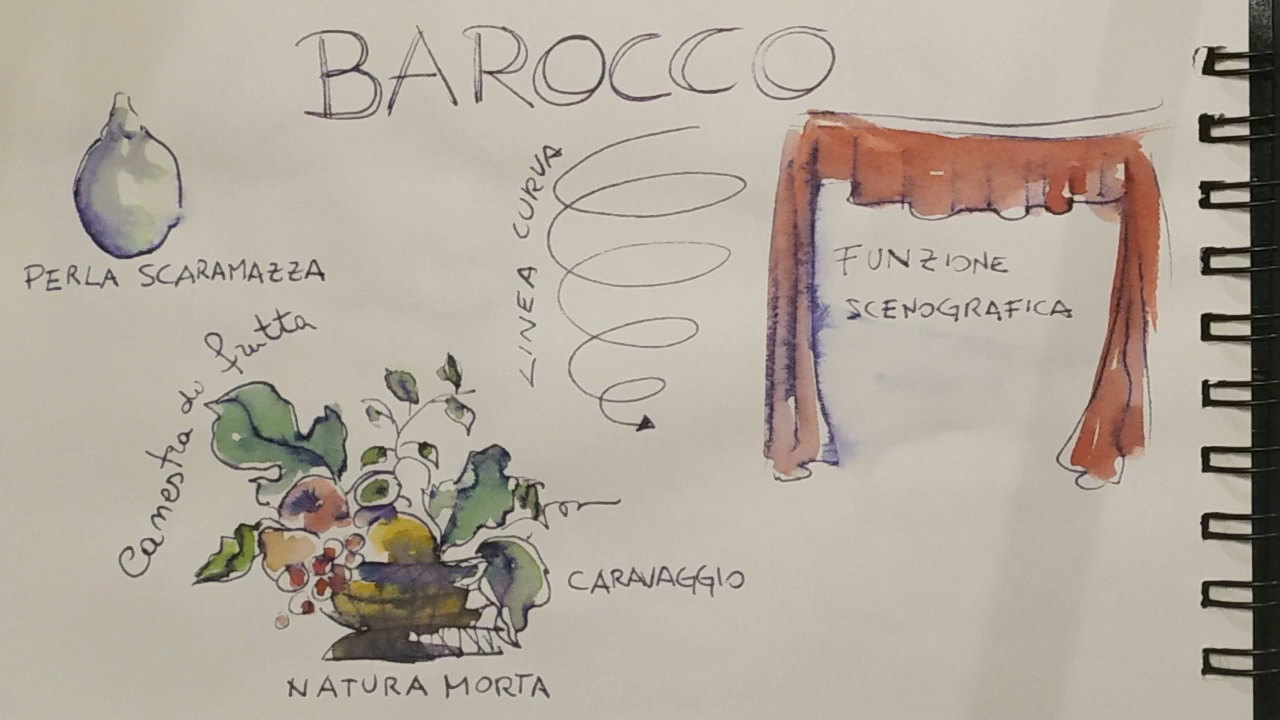 BAROCCO
PERLA SCARAMAZZA
LINEA CURVA
FUNZIONE
SCENOGRAFICA
Canestra di frutta
CARAVAGGIO
NATURA MORTA